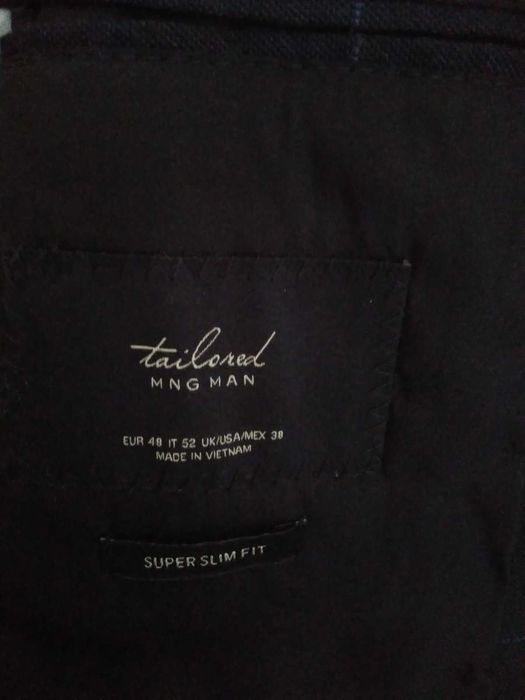 tailored
MNG MAN
EUR 48 IT 52 UK/USA/MEX 38
MADE IN VIETNAM
SUPER SLIM FIT